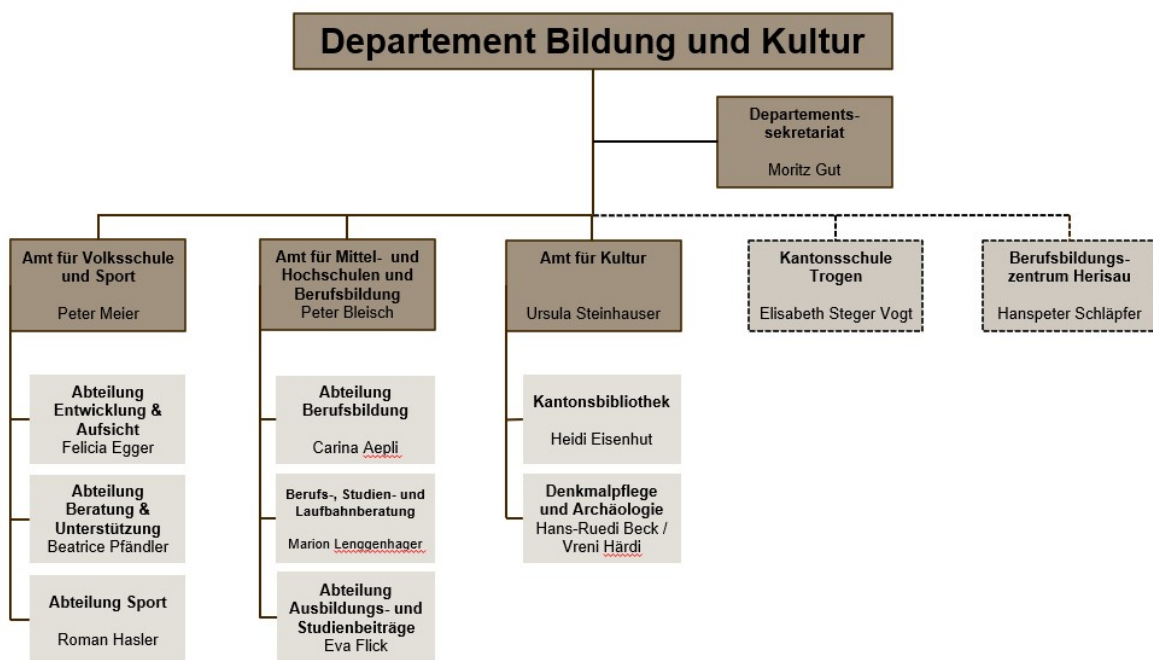 Departement Bildung und Kultur
Departements-
sekretariat
Moritz Gut
Amt für Volksschule
und Sport
Peter Meier
Amt für Mittel- und
Hochschulen und
Berufsbildung
Peter Bleisch
Amt für Kultur
Ursula Steinhauser
Kantonsschule
Trogen
Elisabeth Steger Vogt
Berufsbildungs-
zentrum Herisau
Hanspeter Schläpfer
Abteilung
Entwicklung &
Aufsicht
Felicia Egger
Abteilung
Beratung &
Unterstützung
Beatrice Pfändler
Abteilung Sport
Roman Hasler
Abteilung
Berufsbildung
Carina Aepli
Berufs-, Studien- und
Laufbahnberatung
Marion Lenggenhager
Abteilung
Ausbildungs- und
Studienbeiträge
Eva Flick
Kantonsbibliothek
Heidi Eisenhut
Denkmalpflege
und Archäologie
Hans-Ruedi Beck /
Vreni Härdi